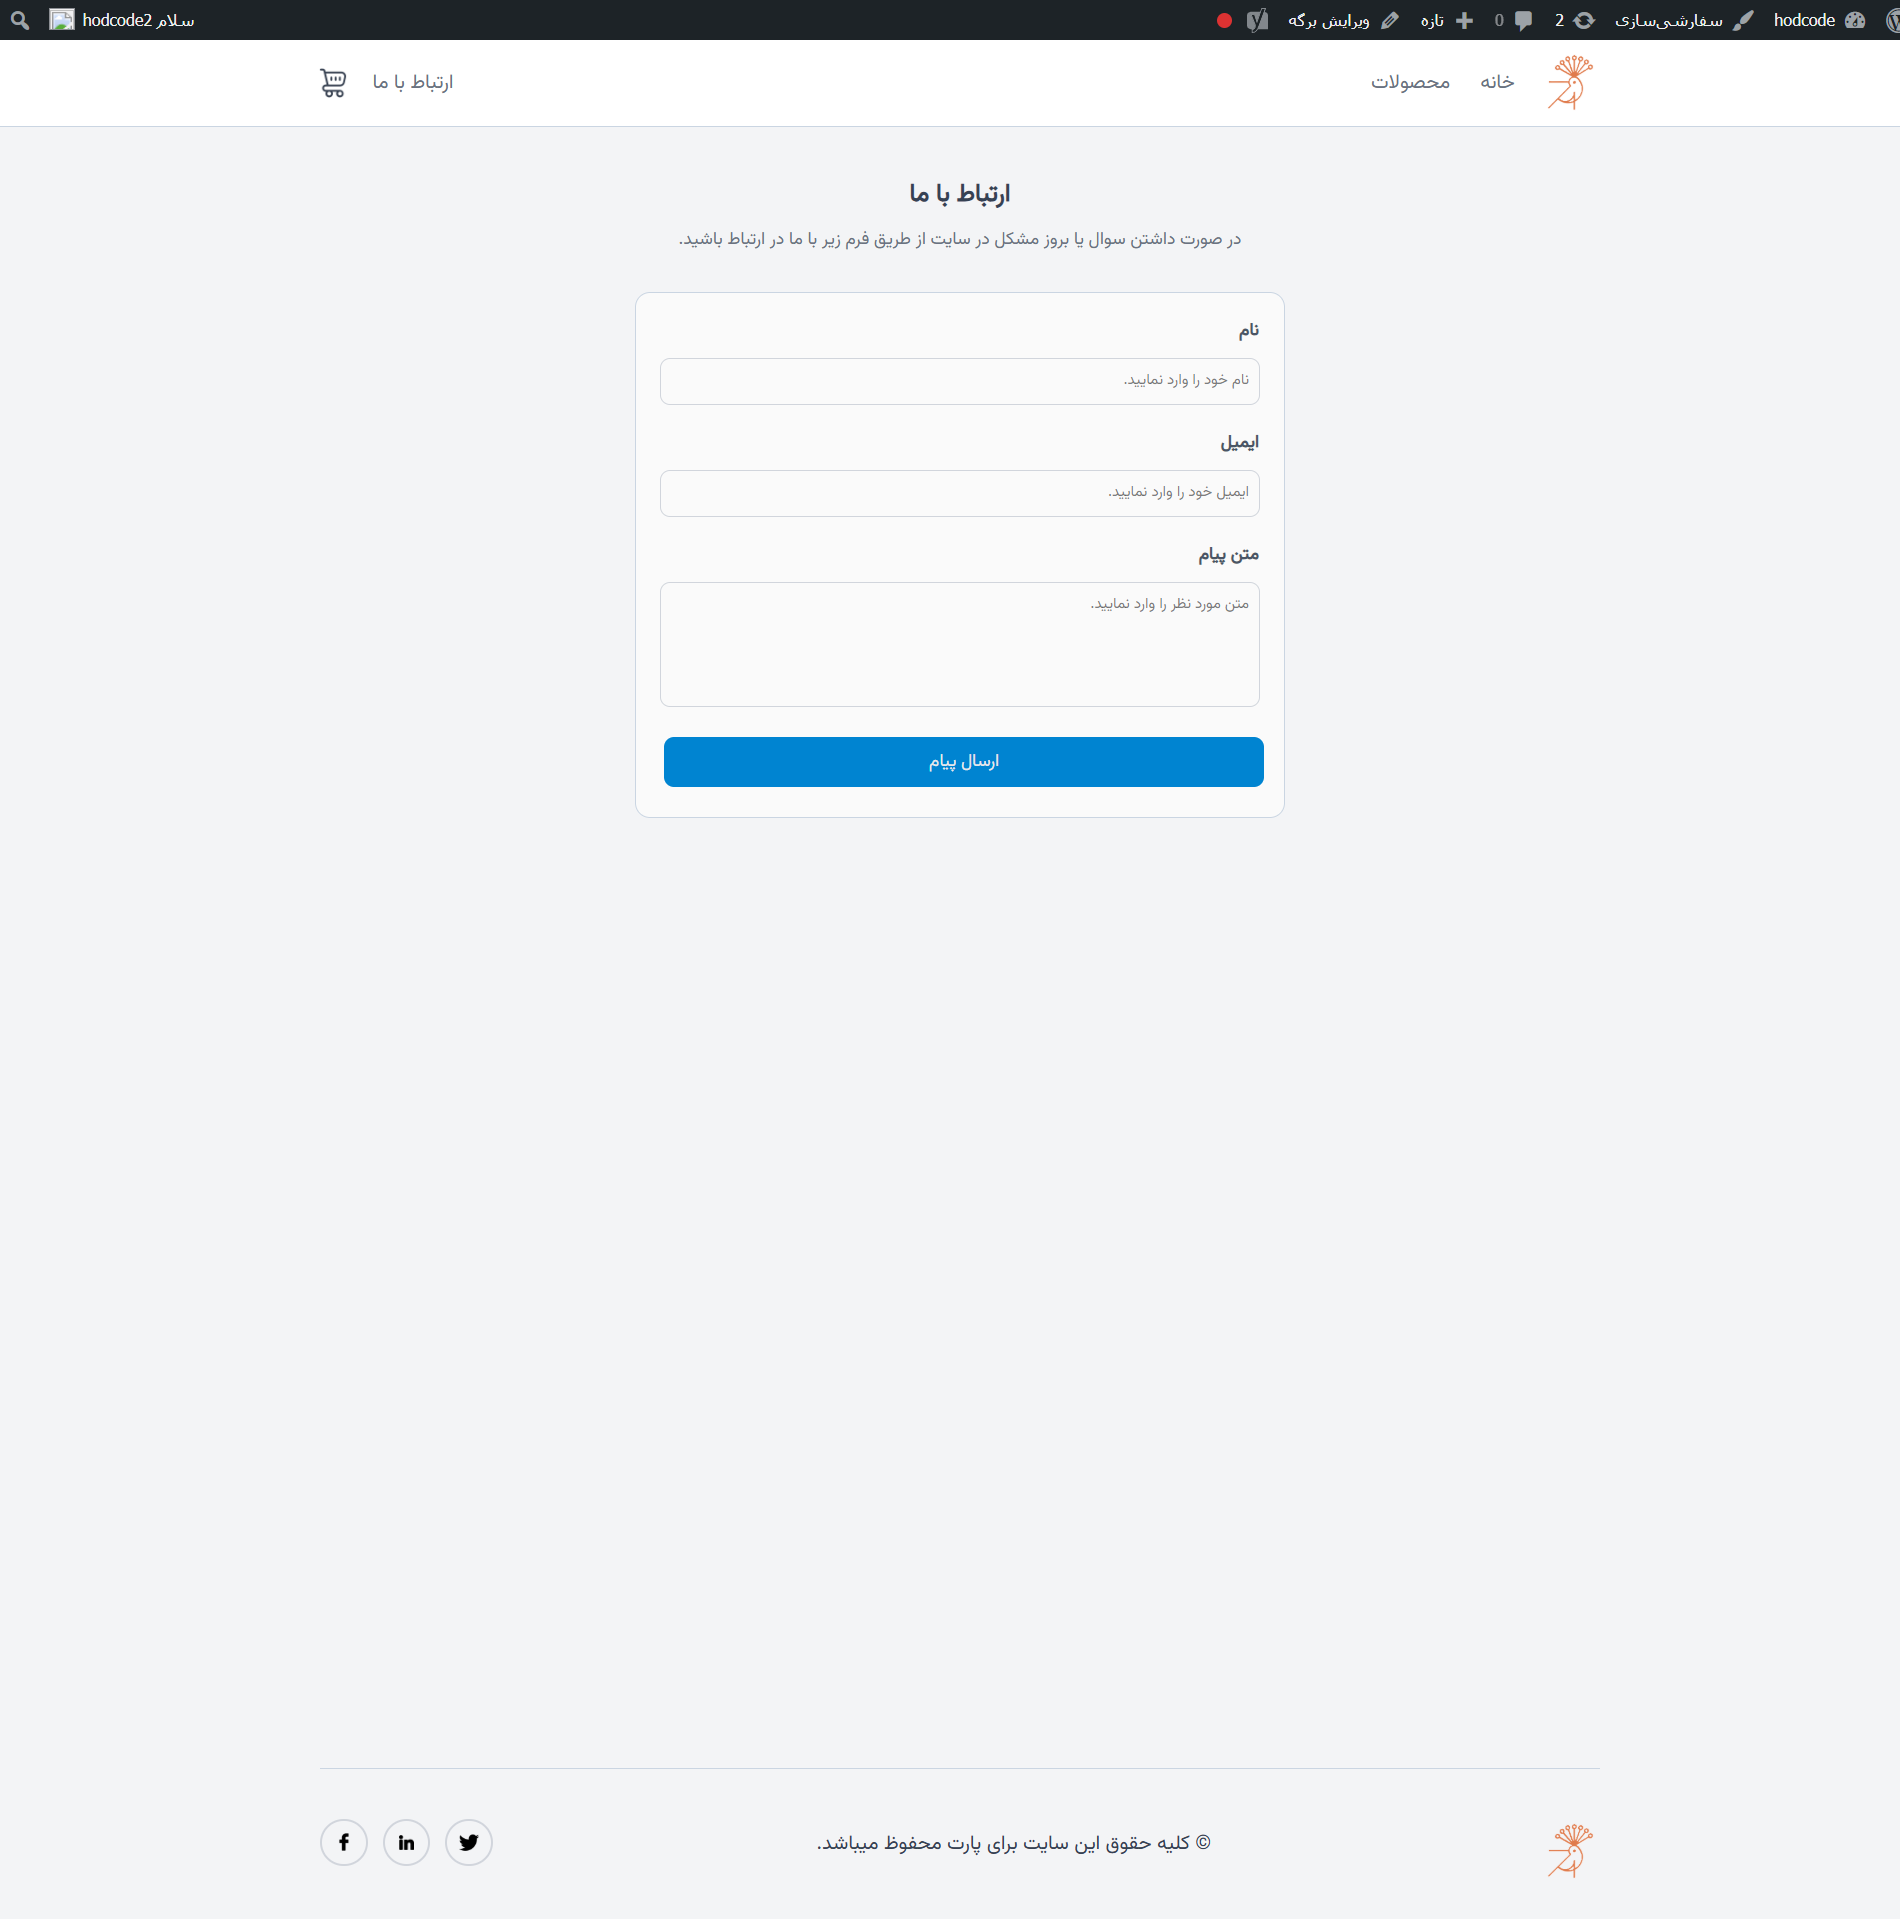 hodcode
سفارشی‌سازی
2
0
تازه
ویرایش برگه
سلام hodcode2
خانه
محصولات
ارتباط با ما
ارتباط با ما
در صورت داشتن سوال یا بروز مشکل در سایت از طریق فرم زیر با ما در ارتباط باشید.
نام
نام خود را وارد نمایید.
ایمیل
ایمیل خود را وارد نمایید.
متن پیام
متن مورد نظر را وارد نمایید.
ارسال پیام
© کلیه حقوق این سایت برای پارت محفوظ میباشد.